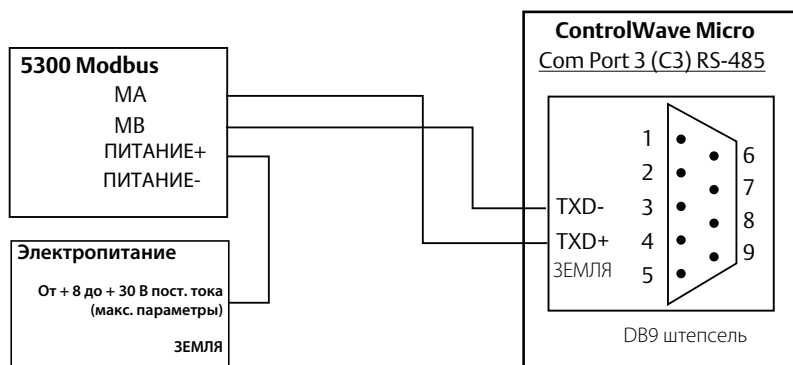 5300 Modbus
MA
MB
ПИТАНИЕ+
ПИТАНИЕ-
Электропитание
От + 8 до + 30 В пост. тока
(макс. параметры)
ЗЕМЛЯ
ControlWave Micro
Com Port 3 (C3) RS-485
TXD-
TXD+
ЗЕМЛЯ
1
2
3
4
5
6
7
8
9
DB9 штепсель